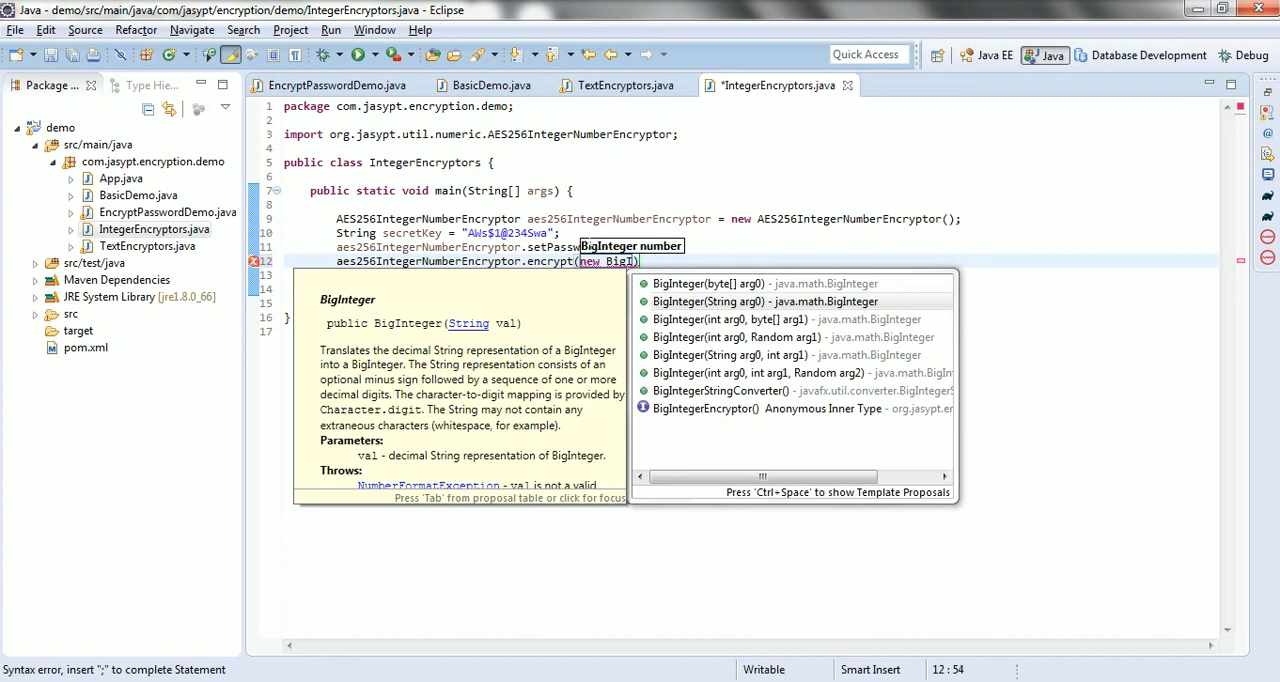 Java - demo/src/main/java/com/jasypt/encryption/demo/IntegerEncryptors.java - Eclipse
File Edit Source Refactor Navigate Search Project Run Window Help
Quick Access Java EE Java Database Development Debug
Package ... Type Hie... EncryptPasswordDemo.java BasicDemo.java TextEncryptors.java *IntegerEncryptors.java
demo
src/main/java
com.jasypt.encryption.demo
App.java
BasicDemo.java
EncryptPasswordDemo.java
IntegerEncryptors.java
TextEncryptors.java
src/test/java
Maven Dependencies
JRE System Library [jre1.8.0_66]
src
target
pom.xml
1 package com.jasypt.encryption.demo;
2
3 import org.jasypt.util.numeric.AES256IntegerNumberEncryptor;
4
5 public class IntegerEncryptors {
6
7 public static void main(String[] args) {
8
9 AES256IntegerNumberEncryptor aes256IntegerNumberEncryptor = new AES256IntegerNumberEncryptor();
10 String secretKey = "AWs$1@234Swa";
11 aes256IntegerNumberEncryptor.setPassw
BigInteger number
12 aes256IntegerNumberEncryptor.encrypt(new BigI)
13
14
15
16 }
17
BigInteger
public BigInteger(String val)
Translates the decimal String representation of a BigInteger
into a BigInteger. The String representation consists of an
optional minus sign followed by a sequence of one or more
decimal digits. The character-to-digit mapping is provided by
Character.digit. The String may not contain any
extraneous characters (whitespace, for example).
Parameters:
val - decimal String representation of BigInteger.
Throws:
NumberFormatException - val is not a valid
Press 'Tab' from proposal table or click for focus
BigInteger(byte[] arg0) - java.math.BigInteger
BigInteger(String arg0) - java.math.BigInteger
BigInteger(int arg0, byte[] arg1) - java.math.BigInteger
BigInteger(int arg0, Random arg1) - java.math.BigInteger
BigInteger(String arg0, int arg1) - java.math.BigInteger
BigInteger(int arg0, int arg1, Random arg2) - java.math.BigInt
BigIntegerStringConverter() - javafx.util.converter.BigIntegerS
BigIntegerEncryptor() Anonymous Inner Type - org.jasypt.en
Press 'Ctrl+Space' to show Template Proposals
Syntax error, insert ";" to complete Statement Writable Smart Insert 12 : 54